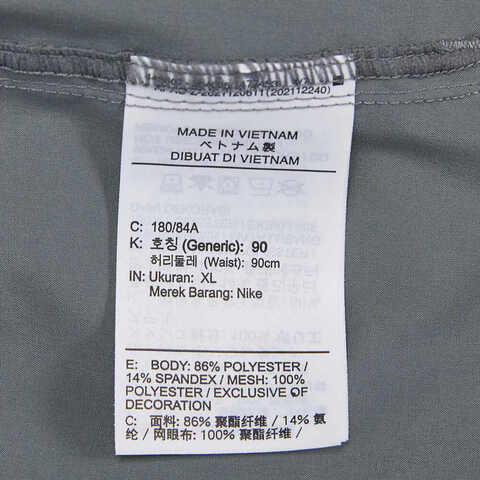 (202112240)
MADE IN VIETNAM
ベトナム製
DIBUAT DI VIETNAM
C: 180/84A
K: 호칭 (Generic): 90
허리둘레 (Waist): 90cm
IN: Ukuran: XL
Merek Barang: Nike
E: BODY: 86% POLYESTER/
14% SPANDEX / MESH: 100%
POLYESTER / EXCLUSIVE OF
DECORATION
C: 面料: 86% 聚酯纤维 / 14% 氨
纶 / 网眼布: 100% 聚酯纤维 /